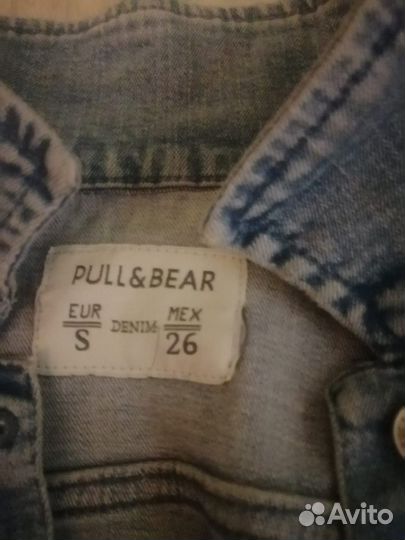 PULL&BEAR
EUR MEX
S DENIM 26
Avito